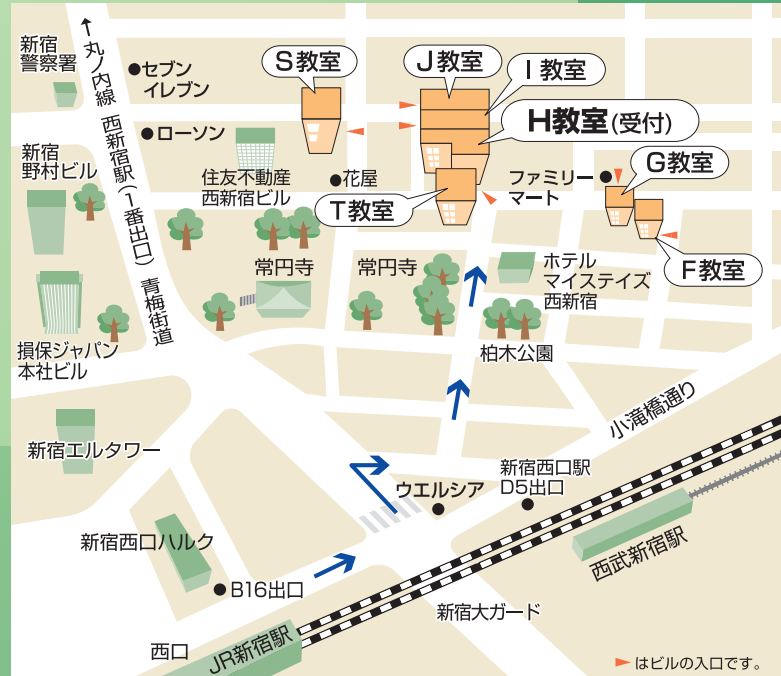 新宿
警察署
↑丸ノ内線 西新宿駅(1番出口) 青梅街道
●セブン
イレブン
●ローソン
S教室
J教室
I教室
H教室(受付)
新宿
野村ビル
住友不動産
西新宿ビル
●花屋
T教室
ファミリー●
マート
G教室
F教室
常円寺
常円寺
ホテル
マイステイズ
西新宿
柏木公園
損保ジャパン
本社ビル
小滝橋通り
新宿エルタワー
ウエルシア
新宿西口駅
D5出口
新宿西口ハルク
西武新宿駅
●B16出口
新宿大ガード
西口
JR新宿駅
はビルの入口です。